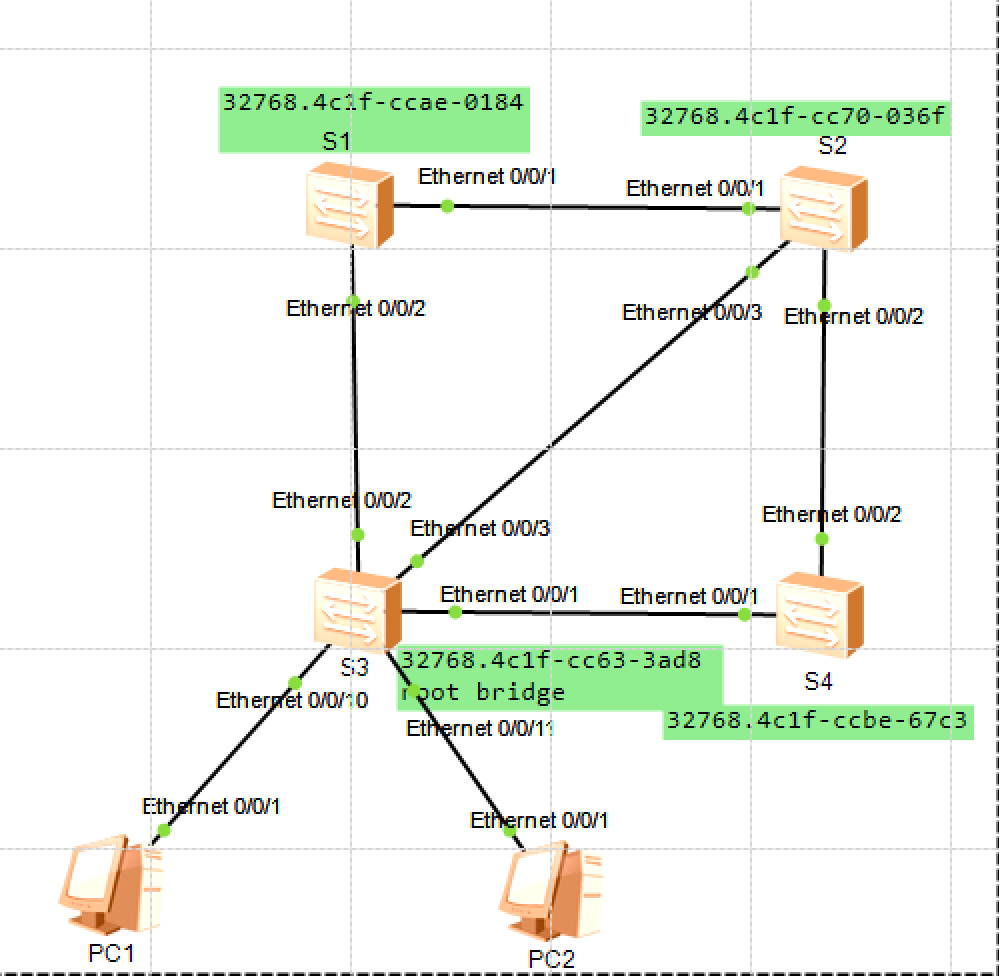 32768.4c1f-ccae-0184
S1
32768.4c1f-cc70-036f
S2
Ethernet 0/0/1
Ethernet 0/0/1
Ethernet 0/0/2
Ethernet 0/0/3
Ethernet 0/0/2
Ethernet 0/0/2
Ethernet 0/0/3
Ethernet 0/0/2
Ethernet 0/0/1
Ethernet 0/0/1
S3
32768.4c1f-cc63-3ad8
root bridge
S4
32768.4c1f-ccbe-67c3
Ethernet 0/0/10
Ethernet 0/0/11
Ethernet 0/0/1
Ethernet 0/0/1
PC1
PC2